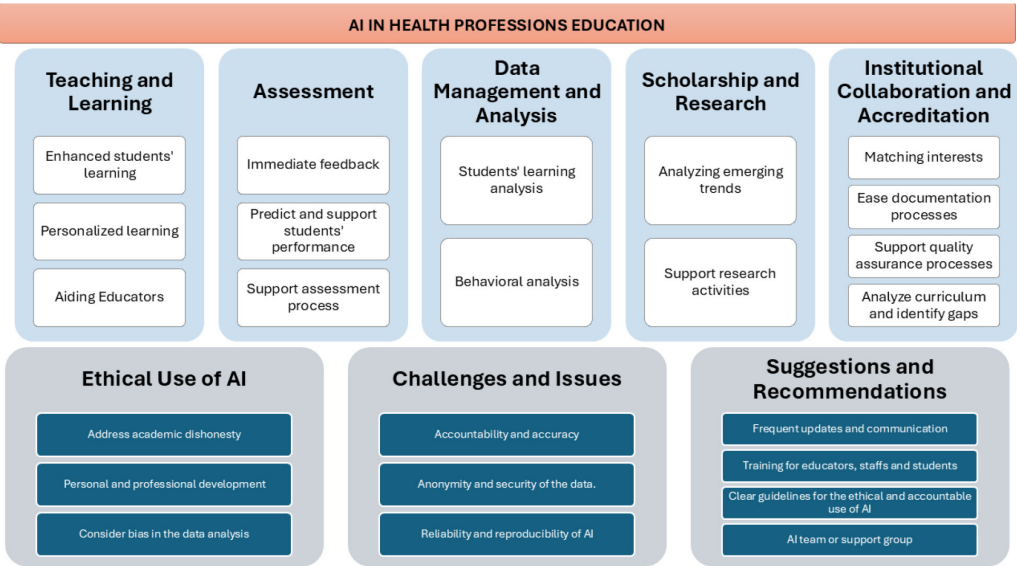 AI IN HEALTH PROFESSIONS EDUCATION
Teaching and
Learning
Enhanced students'
learning
Personalized learning
Aiding Educators
Assessment
Immediate feedback
Predict and support
students'
performance
Support assessment
process
Data
Management and
Analysis
Students' learning
analysis
Behavioral analysis
Scholarship and
Research
Analyzing emerging
trends
Support research
activities
Institutional
Collaboration and
Accreditation
Matching interests
Ease documentation
processes
Support quality
assurance processes
Analyze curriculum
and identify gaps
Ethical Use of AI
Address academic dishonesty
Personal and professional development
Consider bias in the data analysis
Challenges and Issues
Accountability and accuracy
Anonymity and security of the data.
Reliability and reproducibility of AI
Suggestions and
Recommendations
Frequent updates and communication
Training for educators, staffs and students
Clear guidelines for the ethical and accountable
use of AI
AI team or support group